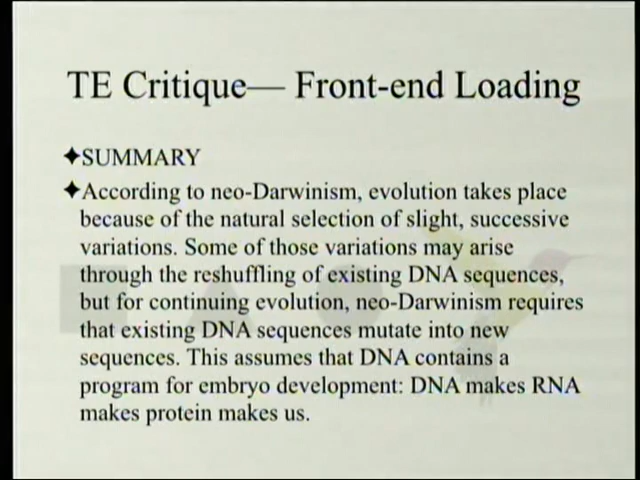 TE Critique— Front-end Loading
✦SUMMARY
✦According to neo-Darwinism, evolution takes place
because of the natural selection of slight, successive
variations. Some of those variations may arise
through the reshuffling of existing DNA sequences,
but for continuing evolution, neo-Darwinism requires
that existing DNA sequences mutate into new
sequences. This assumes that DNA contains a
program for embryo development: DNA makes RNA
makes protein makes us.